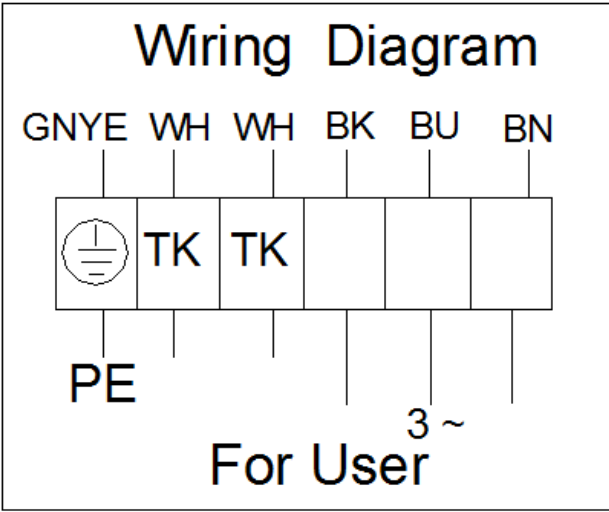 Wiring Diagram
GNYE WH WH BK BU BN
TK TK
PE
3 ~
For User